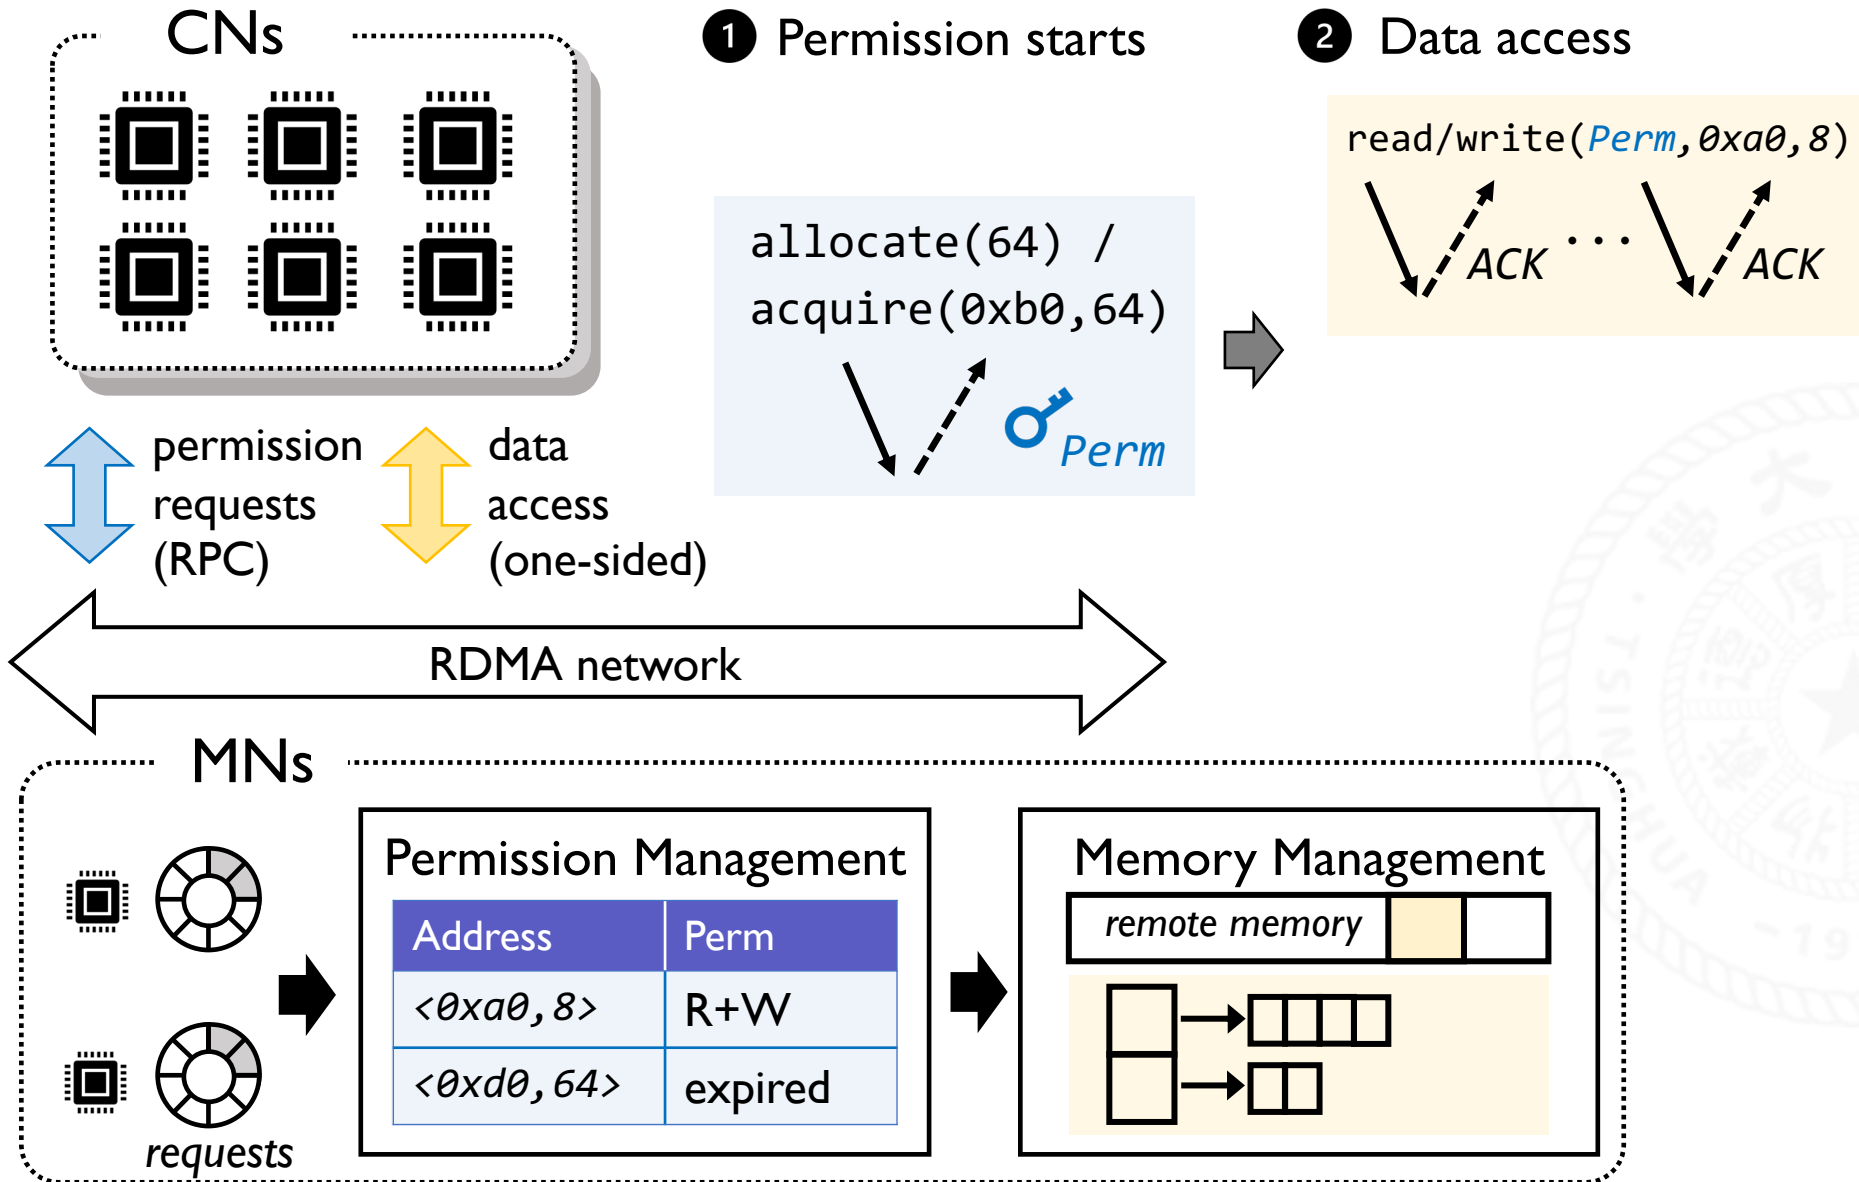 CNs
1 Permission starts
2 Data access
read/write(Perm,0xa0,8)
ACK ... ACK
allocate(64) /
acquire(0xb0,64)
Perm
permission
requests
(RPC)
data
access
(one-sided)
RDMA network
MNs
requests
Permission Management
Address Perm
<0xa0,8> R+W
<0xd0,64> expired
Memory Management
remote memory
TSINGHUA
-19